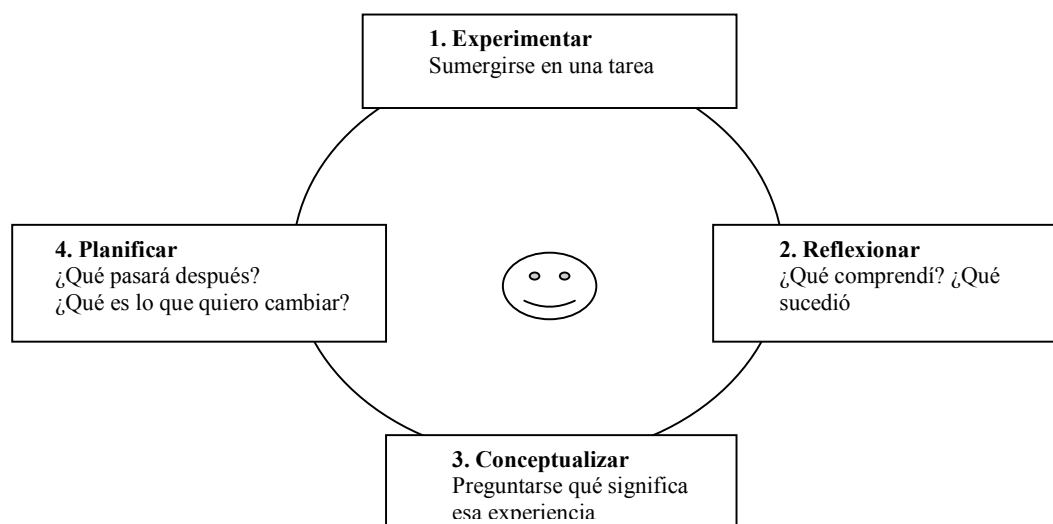 1. Experimentar
Sumergirse en una tarea
4. Planificar
¿Qué pasará después?
¿Qué es lo que quiero cambiar?
2. Reflexionar
¿Qué comprendí? ¿Qué
sucedió
3. Conceptualizar
Preguntarse qué significa
esa experiencia